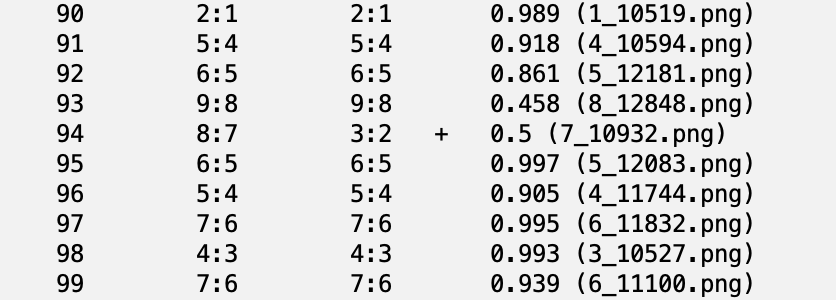 90 2:1 2:1 0.989 (1_10519.png)
91 5:4 5:4 0.918 (4_10594.png)
92 6:5 6:5 0.861 (5_12181.png)
93 9:8 9:8 0.458 (8_12848.png)
94 8:7 3:2 + 0.5 (7_10932.png)
95 6:5 6:5 0.997 (5_12083.png)
96 5:4 5:4 0.905 (4_11744.png)
97 7:6 7:6 0.995 (6_11832.png)
98 4:3 4:3 0.993 (3_10527.png)
99 7:6 7:6 0.939 (6_11100.png)